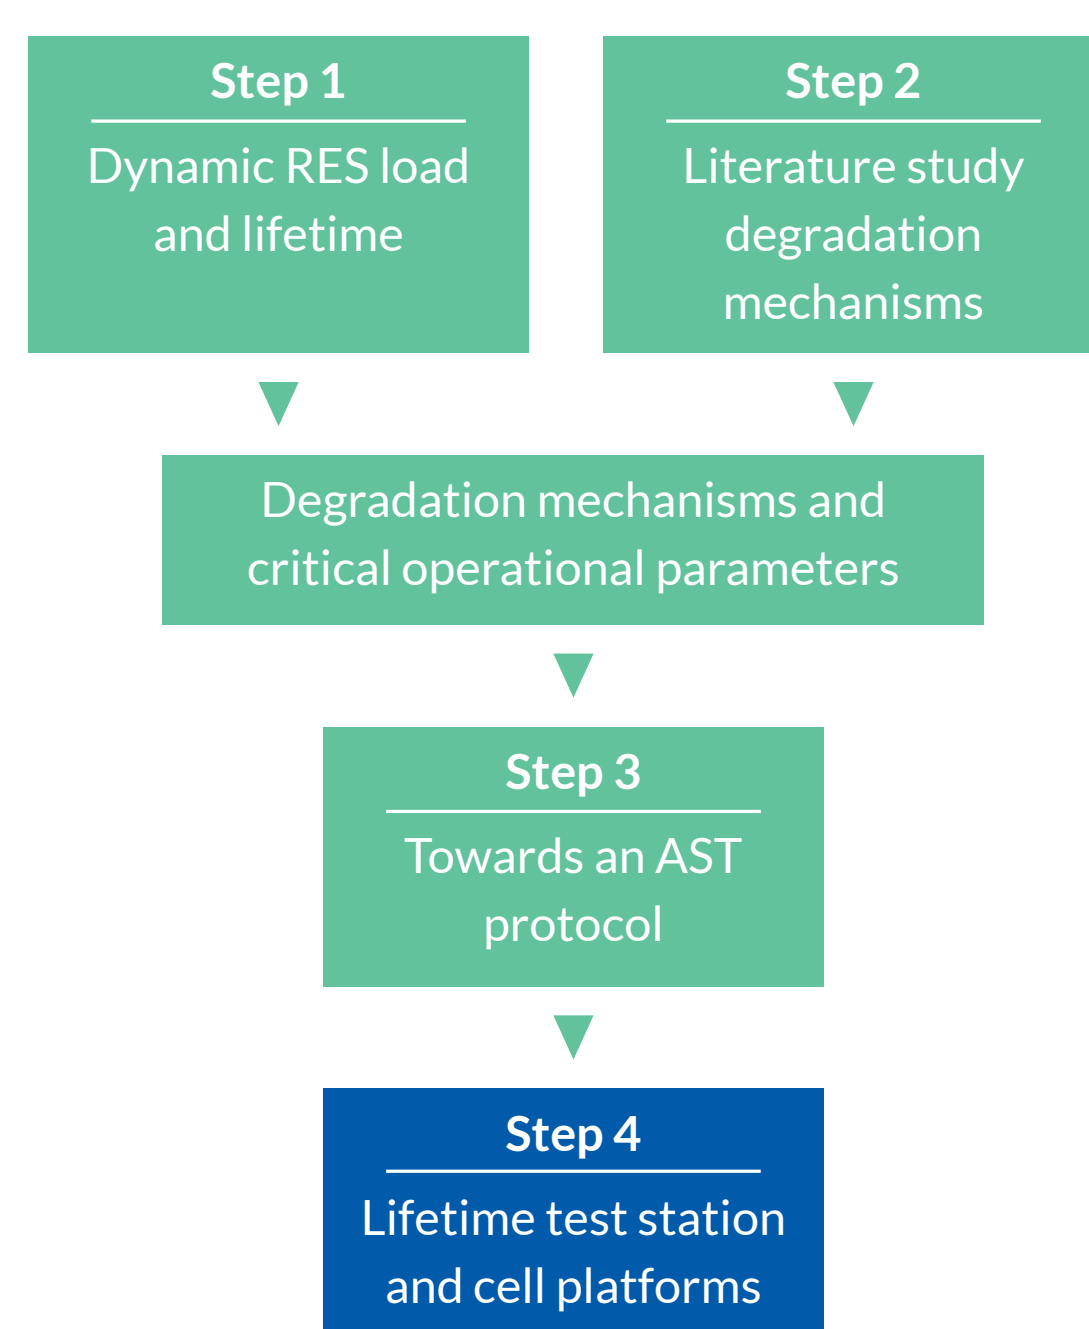 Step 1
Dynamic RES load
and lifetime
Step 2
Literature study
degradation
mechanisms
Degradation mechanisms and
critical operational parameters
Step 3
Towards an AST
protocol
Step 4
Lifetime test station
and cell platforms